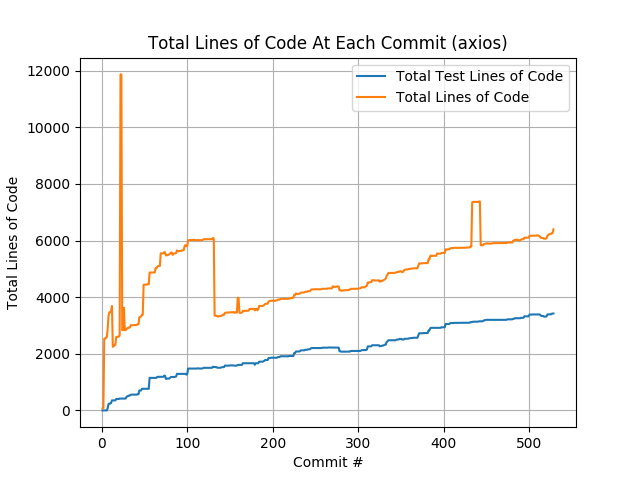 Total Lines of Code At Each Commit (axios)
Total Test Lines of Code
Total Lines of Code
Total Lines of Code
12000
10000
8000
6000
4000
2000
0
0 100 200 300 400 500
Commit #